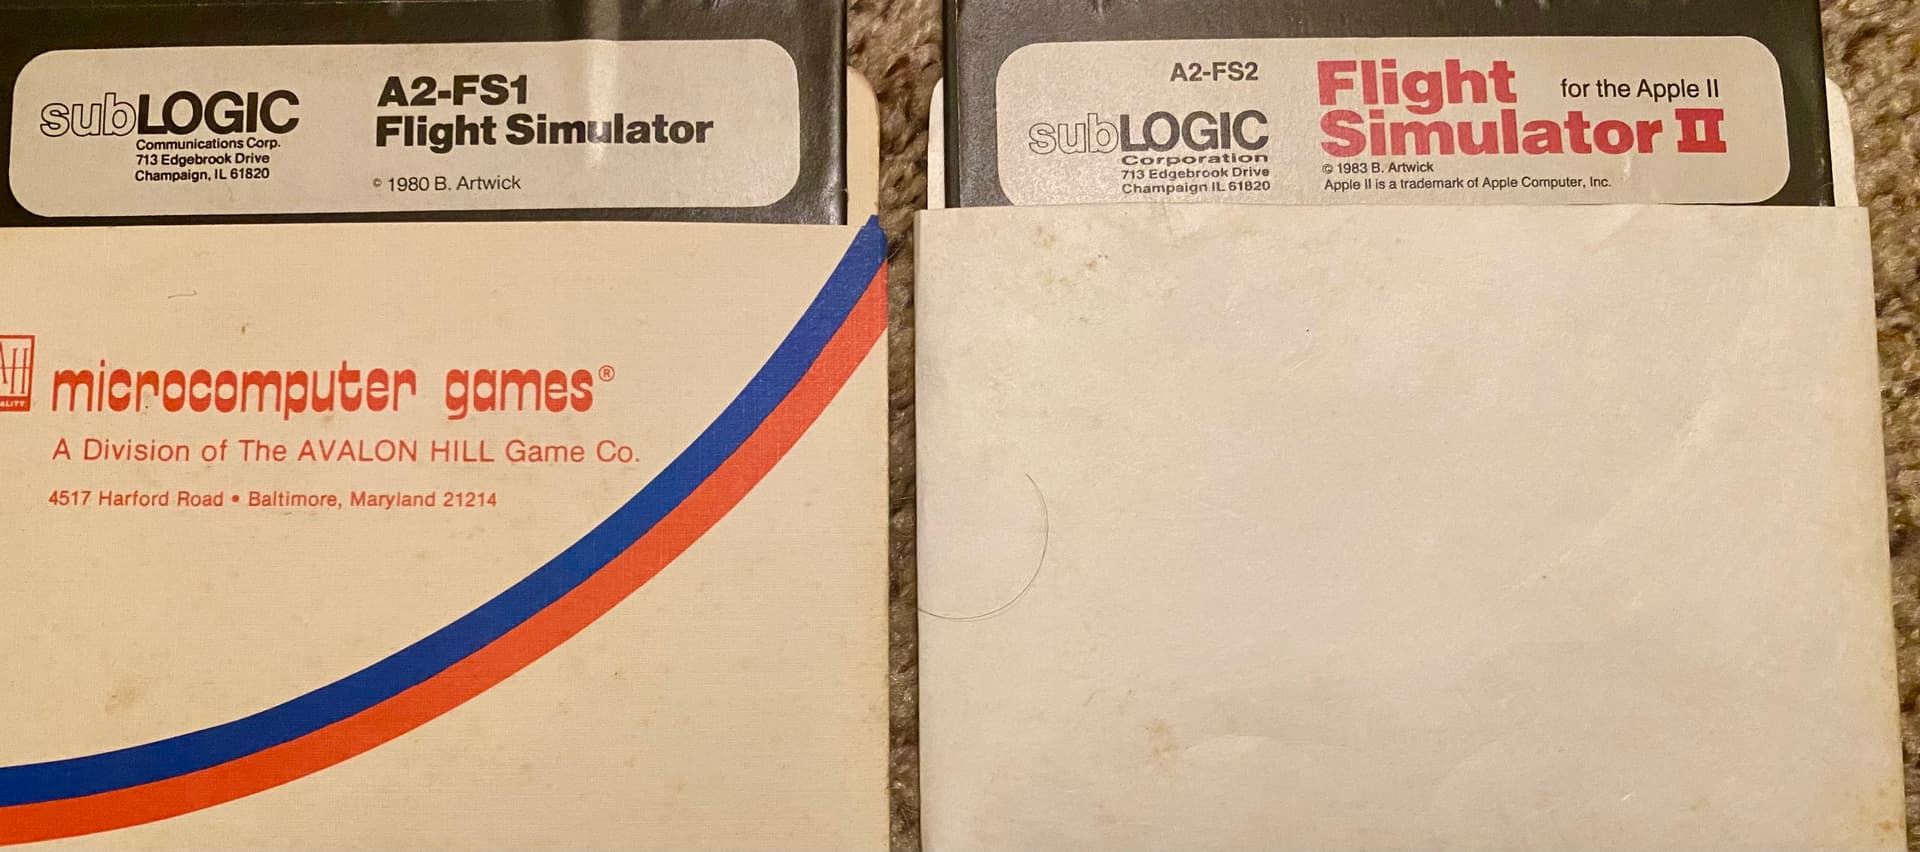 subLOGIC
Communications Corp.
713 Edgebrook Drive
Champaign, IL 61820
A2-FS1
Flight Simulator
© 1980 B. Artwick
AH
microcomputer games®
A Division of The AVALON HILL Game Co.
4517 Harford Road • Baltimore, Maryland 21214
A2-FS2
subLOGIC
Corporation
713 Edgebrook Drive
Champaign IL 61820
Flight
Simulator II
for the Apple II
© 1983 B. Artwick
Apple II is a trademark of Apple Computer, Inc.